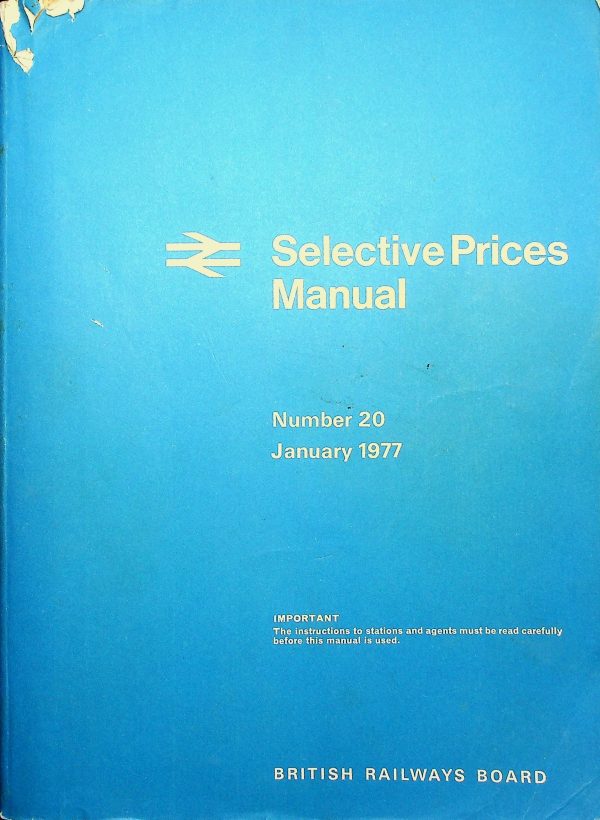 Selective Prices
Manual
Number 20
January 1977
IMPORTANT
The instructions to stations and agents must be read carefully
before this manual is used.
BRITISH RAILWAYS BOARD